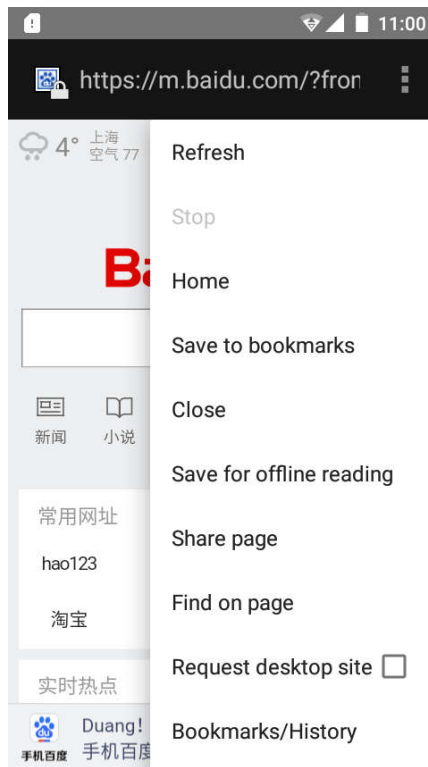 11:00
https://m.baidu.com/?fron
4° 上海
空气 77
Refresh
Stop
Ba
Home
Save to bookmarks
新闻 小说
Close
Save for offline reading
常用网址
Share page
hao123
Find on page
淘宝
Request desktop site
实时热点
Bookmarks/History
du
手机百度
Duang!
手机百度